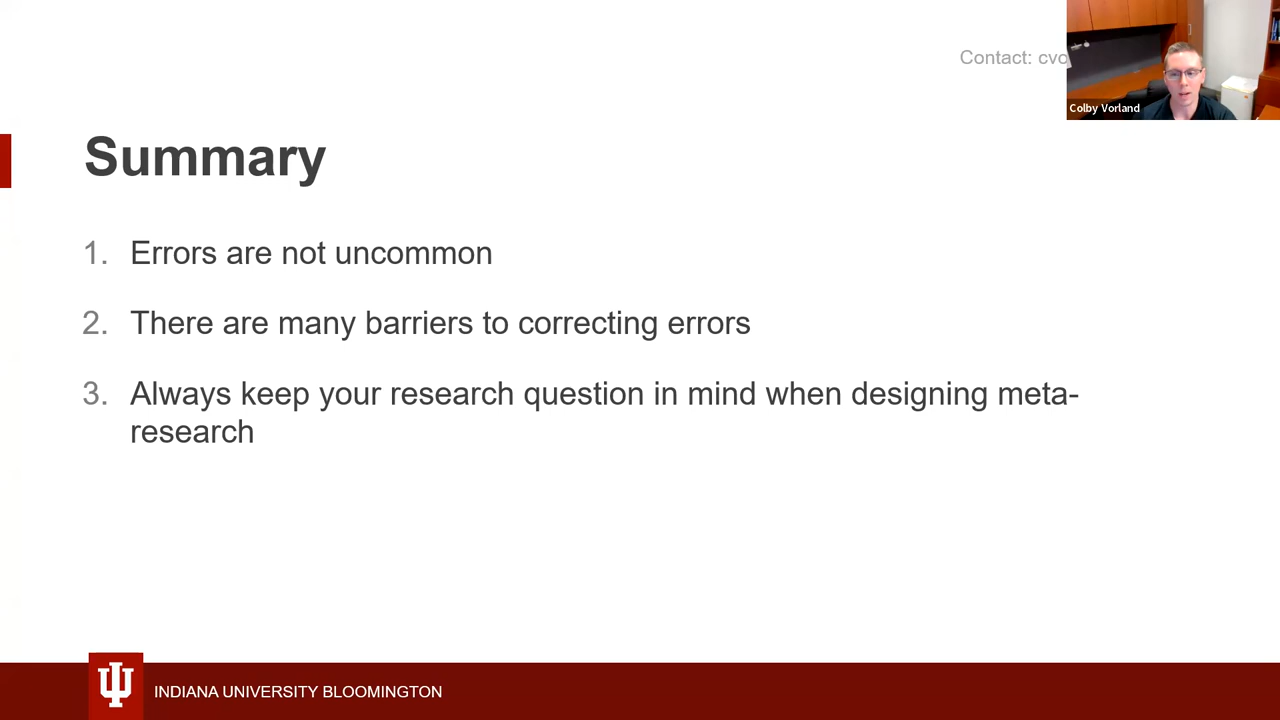 Contact:
Colby Vorland
Summary
1. Errors are not uncommon
2. There are many barriers to correcting errors
3. Always keep your research question in mind when designing meta-
research
INDIANA UNIVERSITY BLOOMINGTON